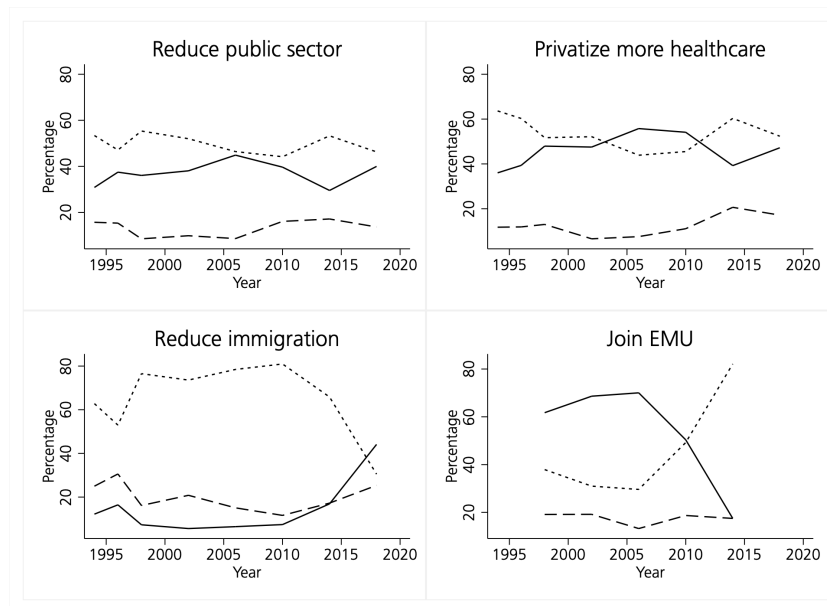 Reduce public sector
80
60
40
20
Percentage
1995 2000 2005 2010 2015 2020
Year
Privatize more healthcare
80
60
40
20
Percentage
1995 2000 2005 2010 2015 2020
Year
Reduce immigration
80
60
40
20
Percentage
1995 2000 2005 2010 2015 2020
Year
Join EMU
80
60
40
20
Percentage
1995 2000 2005 2010 2015 2020
Year